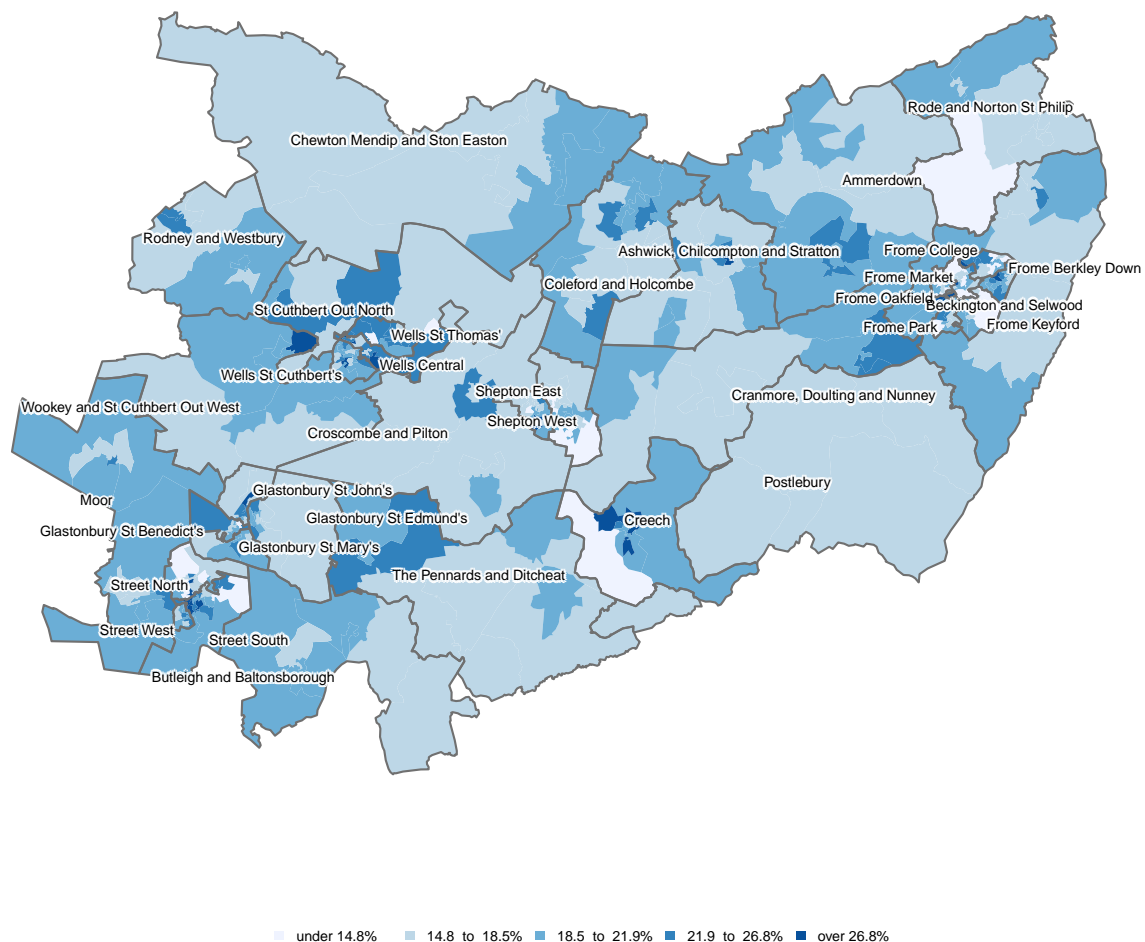 Rode and Norton St Philip
Chewton Mendip and Ston Easton
Ammerdown
Rodney and Westbury
Ashwick, Chilcompton and Stratton
Frome College
Frome Berkley Down
Frome Market
Coleford and Holcombe
Frome Oakfield
Beckington and Selwood
St Cuthbert Out North
Frome Park
Frome Keyford
Wells St Thomas'
Wells Central
Wells St Cuthbert's
Shepton East
Cranmore, Doulting and Nunney
Wookey and St Cuthbert Out West
Shepton West
Croscombe and Pilton
Postlebury
Glastonbury St John's
Moor
Glastonbury St Edmund's
Creech
Glastonbury St Benedict's
Glastonbury St Mary's
The Pennards and Ditcheat
Street North
Street West
Street South
Butleigh and Baltonsborough
under 14.8% 14.8 to 18.5% 18.5 to 21.9% 21.9 to 26.8% over 26.8%